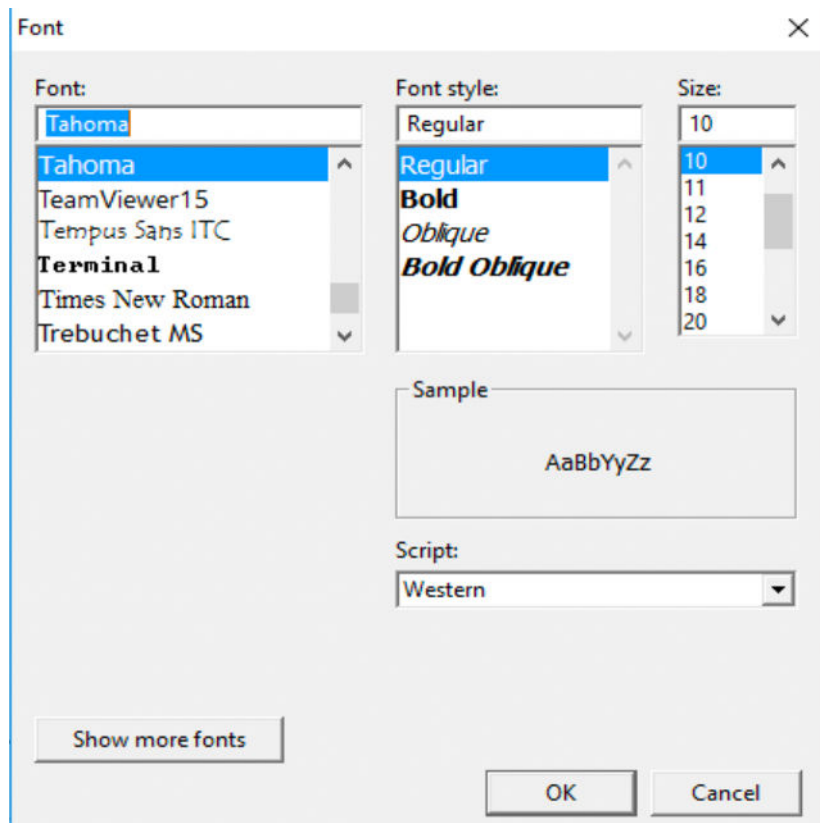 Font
Font:
Tahoma
Tahoma
TeamViewer15
Tempus Sans ITC
Terminal
Times New Roman
Trebuchet MS
Font style:
Regular
Regular
Bold
Oblique
Bold Oblique
Size:
10
10
11
12
14
16
18
20
Sample
AaBbYyZz
Script:
Western
Show more fonts
OK
Cancel